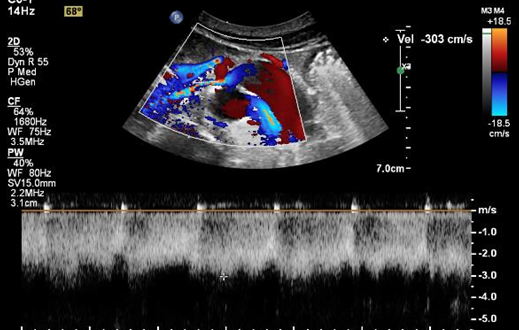 14Hz
68°
M3 M4
+18.5
Vel -303 cm/s
2D
53%
Dyn R 55
P Med
HGen
CF
64%
1680Hz
WF 75Hz
3.5MHz
-18.5
cm/s
PW
40%
WF 80Hz
SV15.0mm
2.2MHz
3.1cm
7.0cm
P
m/s
-1.0
-2.0
-3.0
-4.0
-5.0